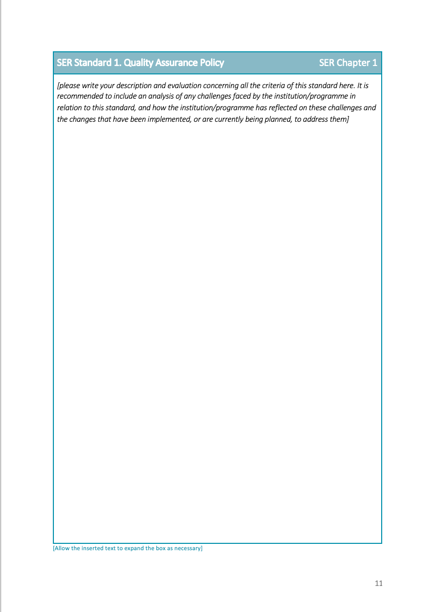 SER Standard 1. Quality Assurance Policy SER Chapter 1
[please write your description and evaluation concerning all the criteria of this standard here. It is
recommended to include an analysis of any challenges faced by the institution/programme in
relation to this standard, and how the institution/programme has reflected on these challenges and
the changes that have been implemented, or are currently being planned, to address them]
[Allow the inserted text to expand the box as necessary]
11